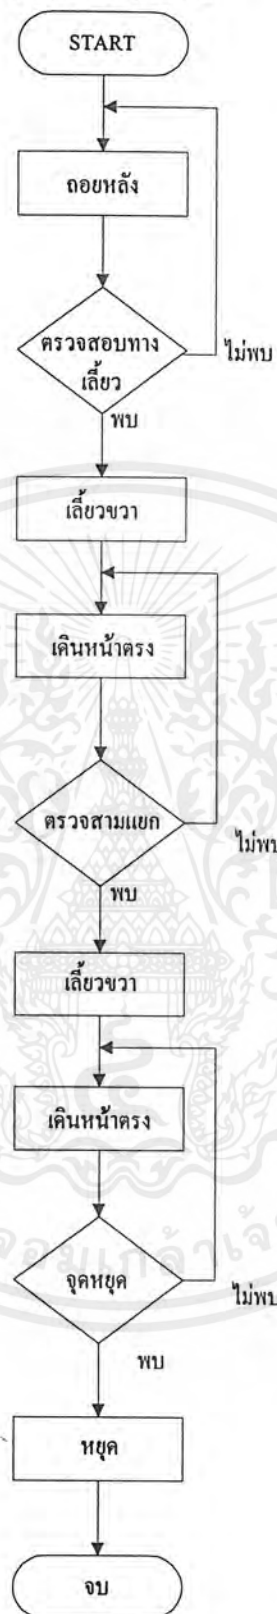 START
ถอยหลัง
ตรวจสอบทาง
เลี้ยว
ไม่พบ
พบ
เลี้ยวขวา
เดินหน้าตรง
ตรวจสามแยก
ไม่พบ
พบ
เลี้ยวขวา
เดินหน้าตรง
จุดหยุด
ไม่พบ
พบ
หยุด
จบ